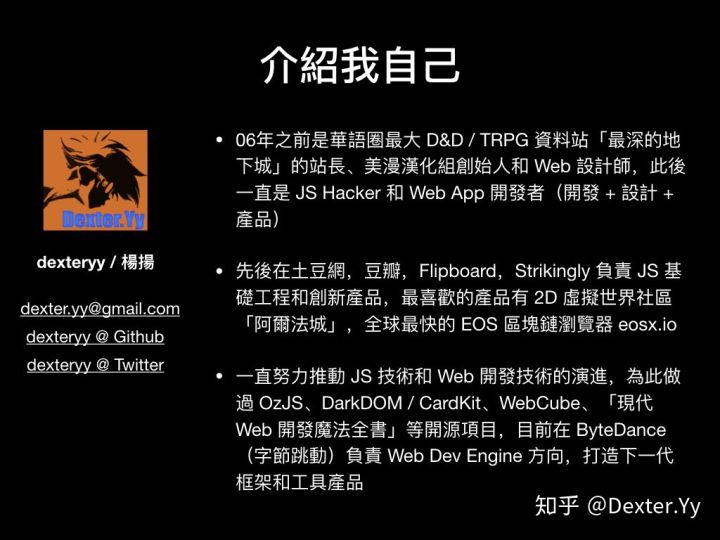 介紹我自己
Dexter.Yy
dexteryy / 楊揚
dexter.yy@gmail.com
dexteryy @ Github
dexteryy @ Twitter
• 06年之前是華語圈最大 D&D / TRPG 資料站「最深的地
下城」的站長、美漫漢化組創始人和 Web 設計師，此後
一直是 JS Hacker 和 Web App 開發者（開發 + 設計 +
產品）
• 先後在土豆網，豆瓣，Flipboard，Strikingly 負責 JS 基
礎工程和創新產品，最喜歡的產品有 2D 虛擬世界社區
「阿爾法城」，全球最快的 EOS 區塊鏈瀏覽器 eosx.io
• 一直努力推動 JS 技術和 Web 開發技術的演進，為此做
過 OzJS、DarkDOM / CardKit、WebCube、「現代
Web 開發魔法全書」等開源項目，目前在 ByteDance
（字節跳動）負責 Web Dev Engine 方向，打造下一代
框架和工具產品
知乎 @Dexter.Yy